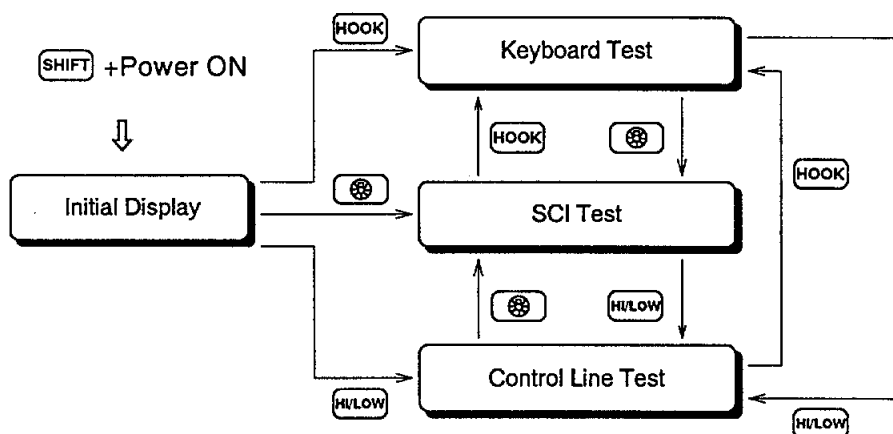 HOOK
Keyboard Test
SHIFT +Power ON
HOOK
HOOK
Initial Display
SCI Test
HI/LOW
Control Line Test
HI/LOW
HI/LOW